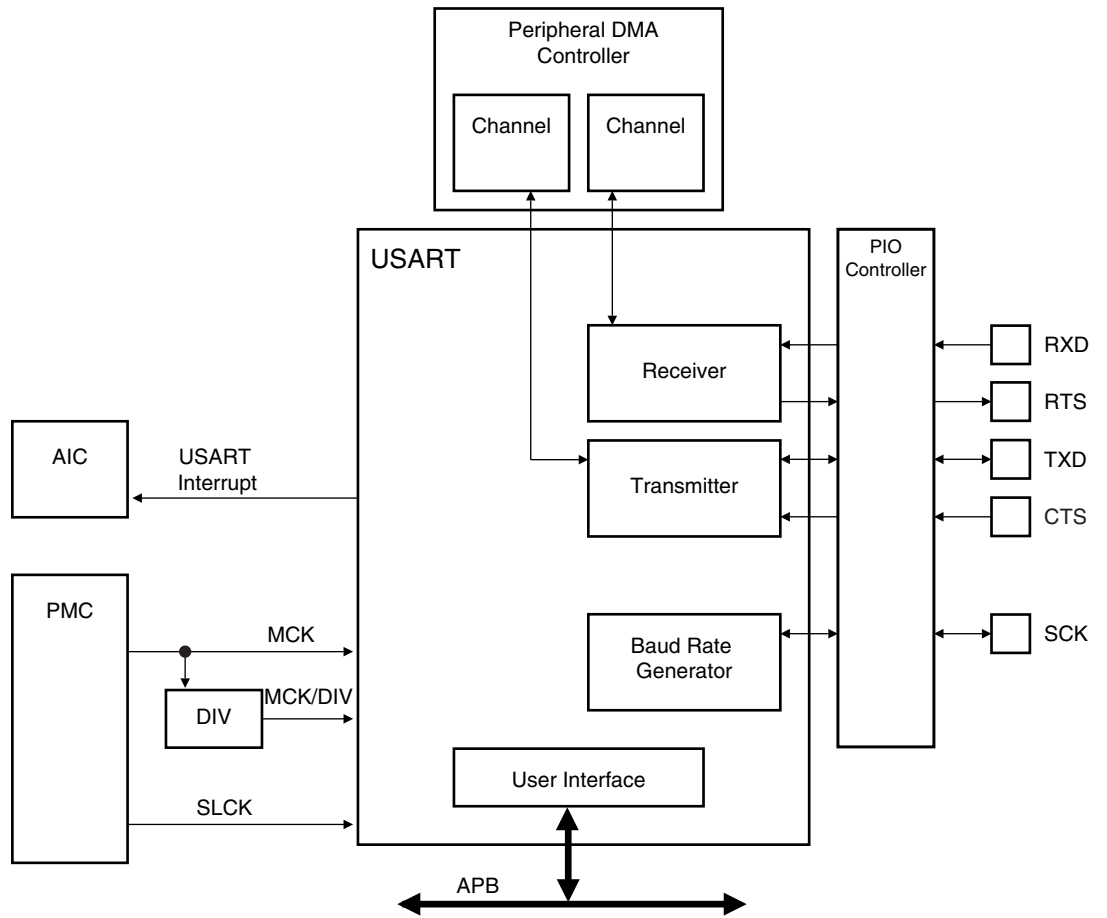 Peripheral DMA
Controller
Channel
Channel
USART
PIO
Controller
Receiver
RXD
RTS
AIC
USART
Interrupt
Transmitter
TXD
CTS
PMC
MCK
Baud Rate
Generator
SCK
DIV
MCK/DIV
User Interface
SLCK
APB